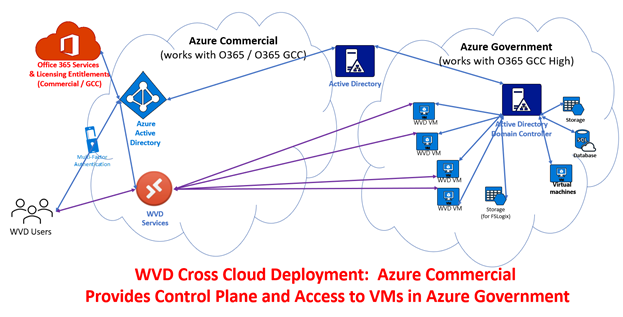 Office 365 Services
& Licensing Entitlements
(Commercial / GCC)
Azure Commercial
(works with O365 / O365 GCC)
Azure Government
(works with O365 GCC High)
Active Directory
Azure
Active
Directory
Multi-Factor
Authentication
WVD VM
WVD VM
WVD VM
WVD VM
Active Directory
Domain Controller
Storage
SQL
Database
Virtual
machines
Storage
(for FSLogix)
WVD
Services
WVD Users
WVD Cross Cloud Deployment: Azure Commercial
Provides Control Plane and Access to VMs in Azure Government